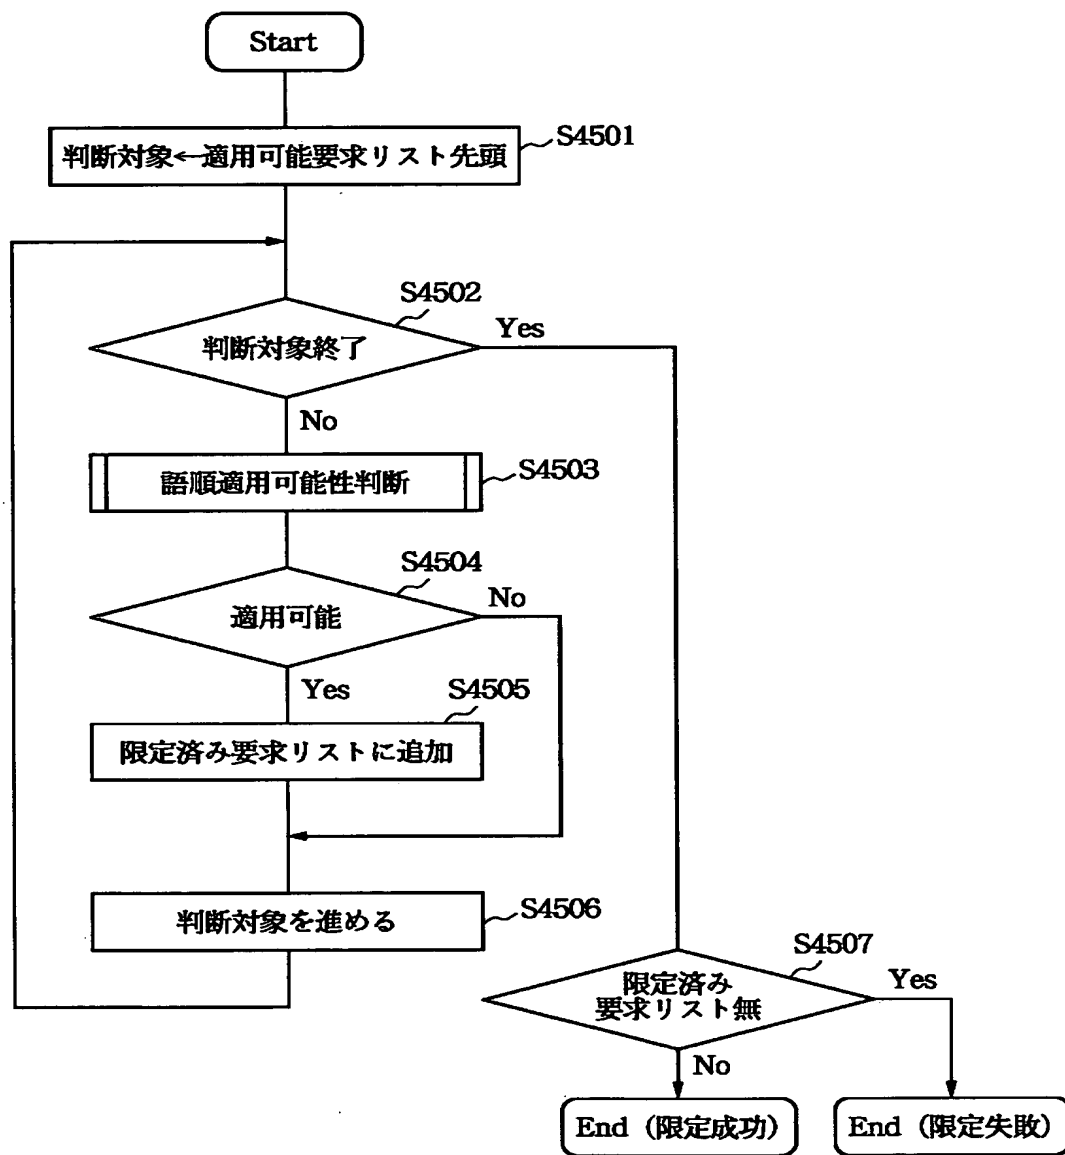 Start
判断対象←適用可能要求リスト先頭
S4501
S4502
判断対象終了
Yes
No
語順適用可能性判断
S4503
S4504
適用可能
No
Yes
S4505
限定済み要求リストに追加
判断対象を進める
S4506
S4507
限定済み
要求リスト無
Yes
No
End（限定成功）
End（限定失敗）